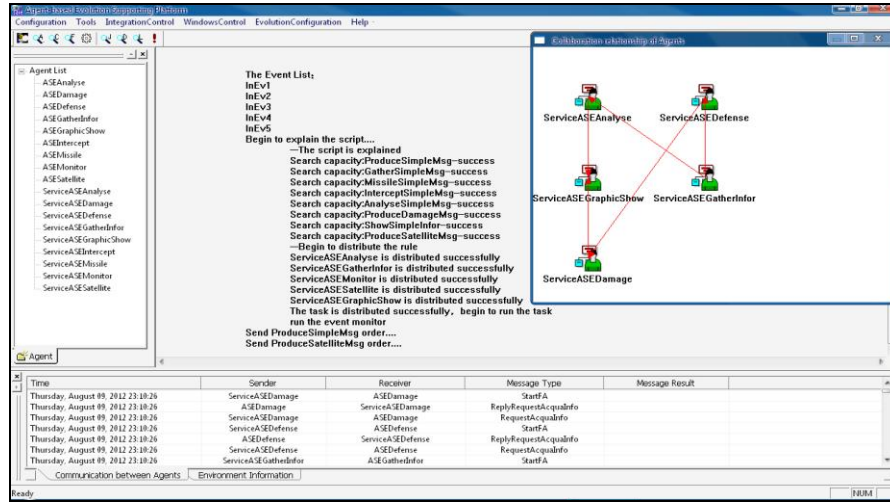 Agent-based Evolution Supporting Platform
Configuration Tools IntegrationControl WindowsControl EvolutionConfiguration Help
Agent List
ASEAnalyse
ASEDamage
ASEDefense
ASEGatherInfor
ASEGraphicShow
ASEIntercept
ASEMissile
ASEMonitor
ASESatellite
ServiceASEAnalyse
ServiceASEDamage
ServiceASEDefense
ServiceASEGatherInfor
ServiceASEGraphicShow
ServiceASEIntercept
ServiceASEMissile
ServiceASEMonitor
ServiceASESatellite
Agent
The Event List:
InEv1
InEv2
InEv3
InEv4
InEv5
Begin to explain the script....
—The script is explained
Search capacity:ProduceSimpleMsg-success
Search capacity:GatherSimpleMsg-success
Search capacity:MissileSimpleMsg-success
Search capacity:InterceptSimpleMsg-success
Search capacity:AnalyseSimpleMsg-success
Search capacity:ProduceDamageMsg-success
Search capacity:ShowSimpleInfor-success
Search capacity:ProduceSatelliteMsg-success
—Begin to distribute the rule
ServiceASEAnalyse is distributed successfully
ServiceASEGatherInfor is distributed successfully
ServiceASEMonitor is distributed successfully
ServiceASESatellite is distributed successfully
ServiceASEGraphicShow is distributed successfully
The task is distributed successfully, begin to run the task
run the event monitor
Send ProduceSimpleMsg order....
Send ProduceSatelliteMsg order....
Collaboration relationship of Agents
ServiceASEAnalyse ServiceASEDefense
ServiceASEGraphicShow ServiceASEGatherInfor
ServiceASEDamage
Time Sender Receiver Message Type Message Result
Thursday, August 09, 2012 23:10:26 ServiceASEDamage ASEDamage StartFA
Thursday, August 09, 2012 23:10:26 ASEDamage ServiceASEDamage ReplyRequestAcquaInfo
Thursday, August 09, 2012 23:10:26 ServiceASEDamage ASEDamage RequestAcquaInfo
Thursday, August 09, 2012 23:10:26 ServiceASEDefense ASEDefense StartFA
Thursday, August 09, 2012 23:10:26 ASEDefense ServiceASEDefense ReplyRequestAcquaInfo
Thursday, August 09, 2012 23:10:26 ServiceASEDefense ASEDefense RequestAcquaInfo
Thursday, August 09, 2012 23:10:26 ServiceASEGatherInfor ASEGatherInfor StartFA
Communication between Agents Environment Information
Ready NUM